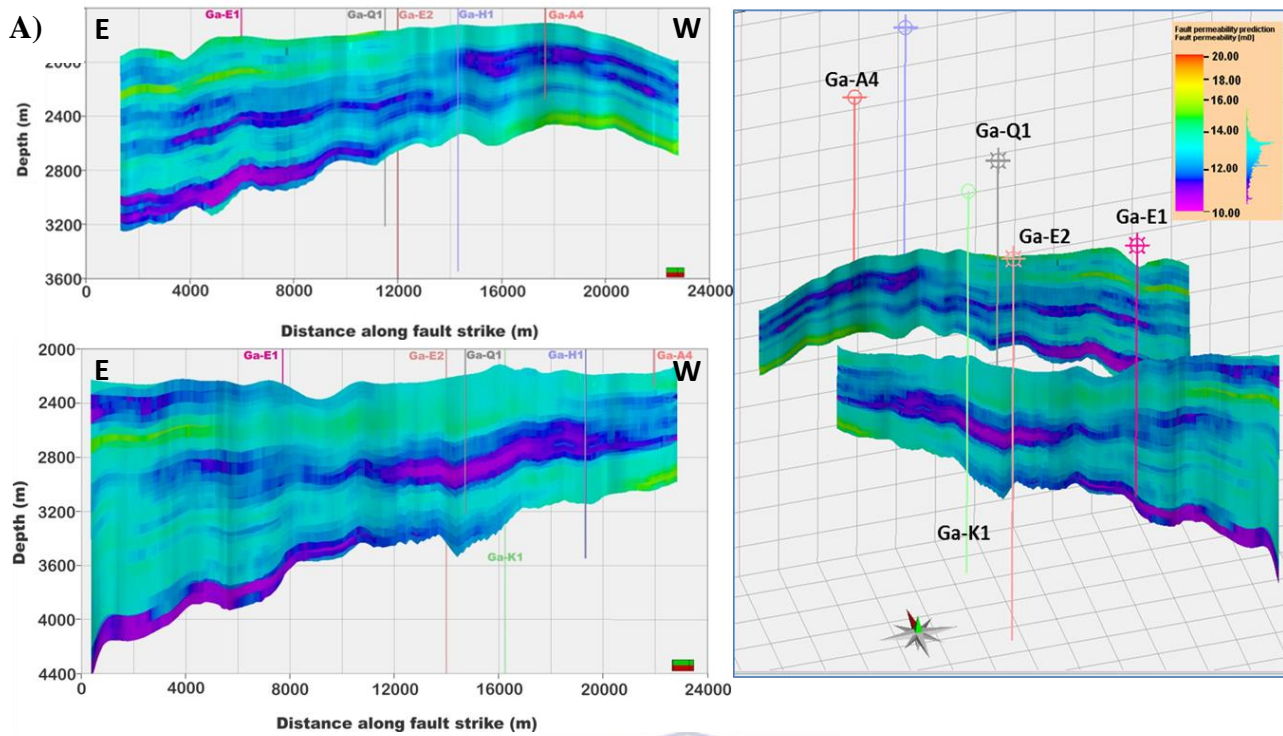 A)
E
Ga-E1
Ga-Q1
Ga-E2
Ga-H1
Ga-A4
W
2000
2400
2800
3200
3600
Depth (m)
0 4000 8000 12000 16000 20000 24000
Distance along fault strike (m)
2000
E
Ga-E1
Ga-E2
Ga-Q1
Ga-H1
Ga-A4
W
2400
2800
3200
3600
4000
4400
Depth (m)
Ga-K1
0 4000 8000 12000 16000 20000 24000
Distance along fault strike (m)
Fault permeability prediction
Fault permeability [mD]
20.00
18.00
16.00
14.00
12.00
10.00
Ga-A4
Ga-Q1
Ga-E1
Ga-E2
Ga-K1